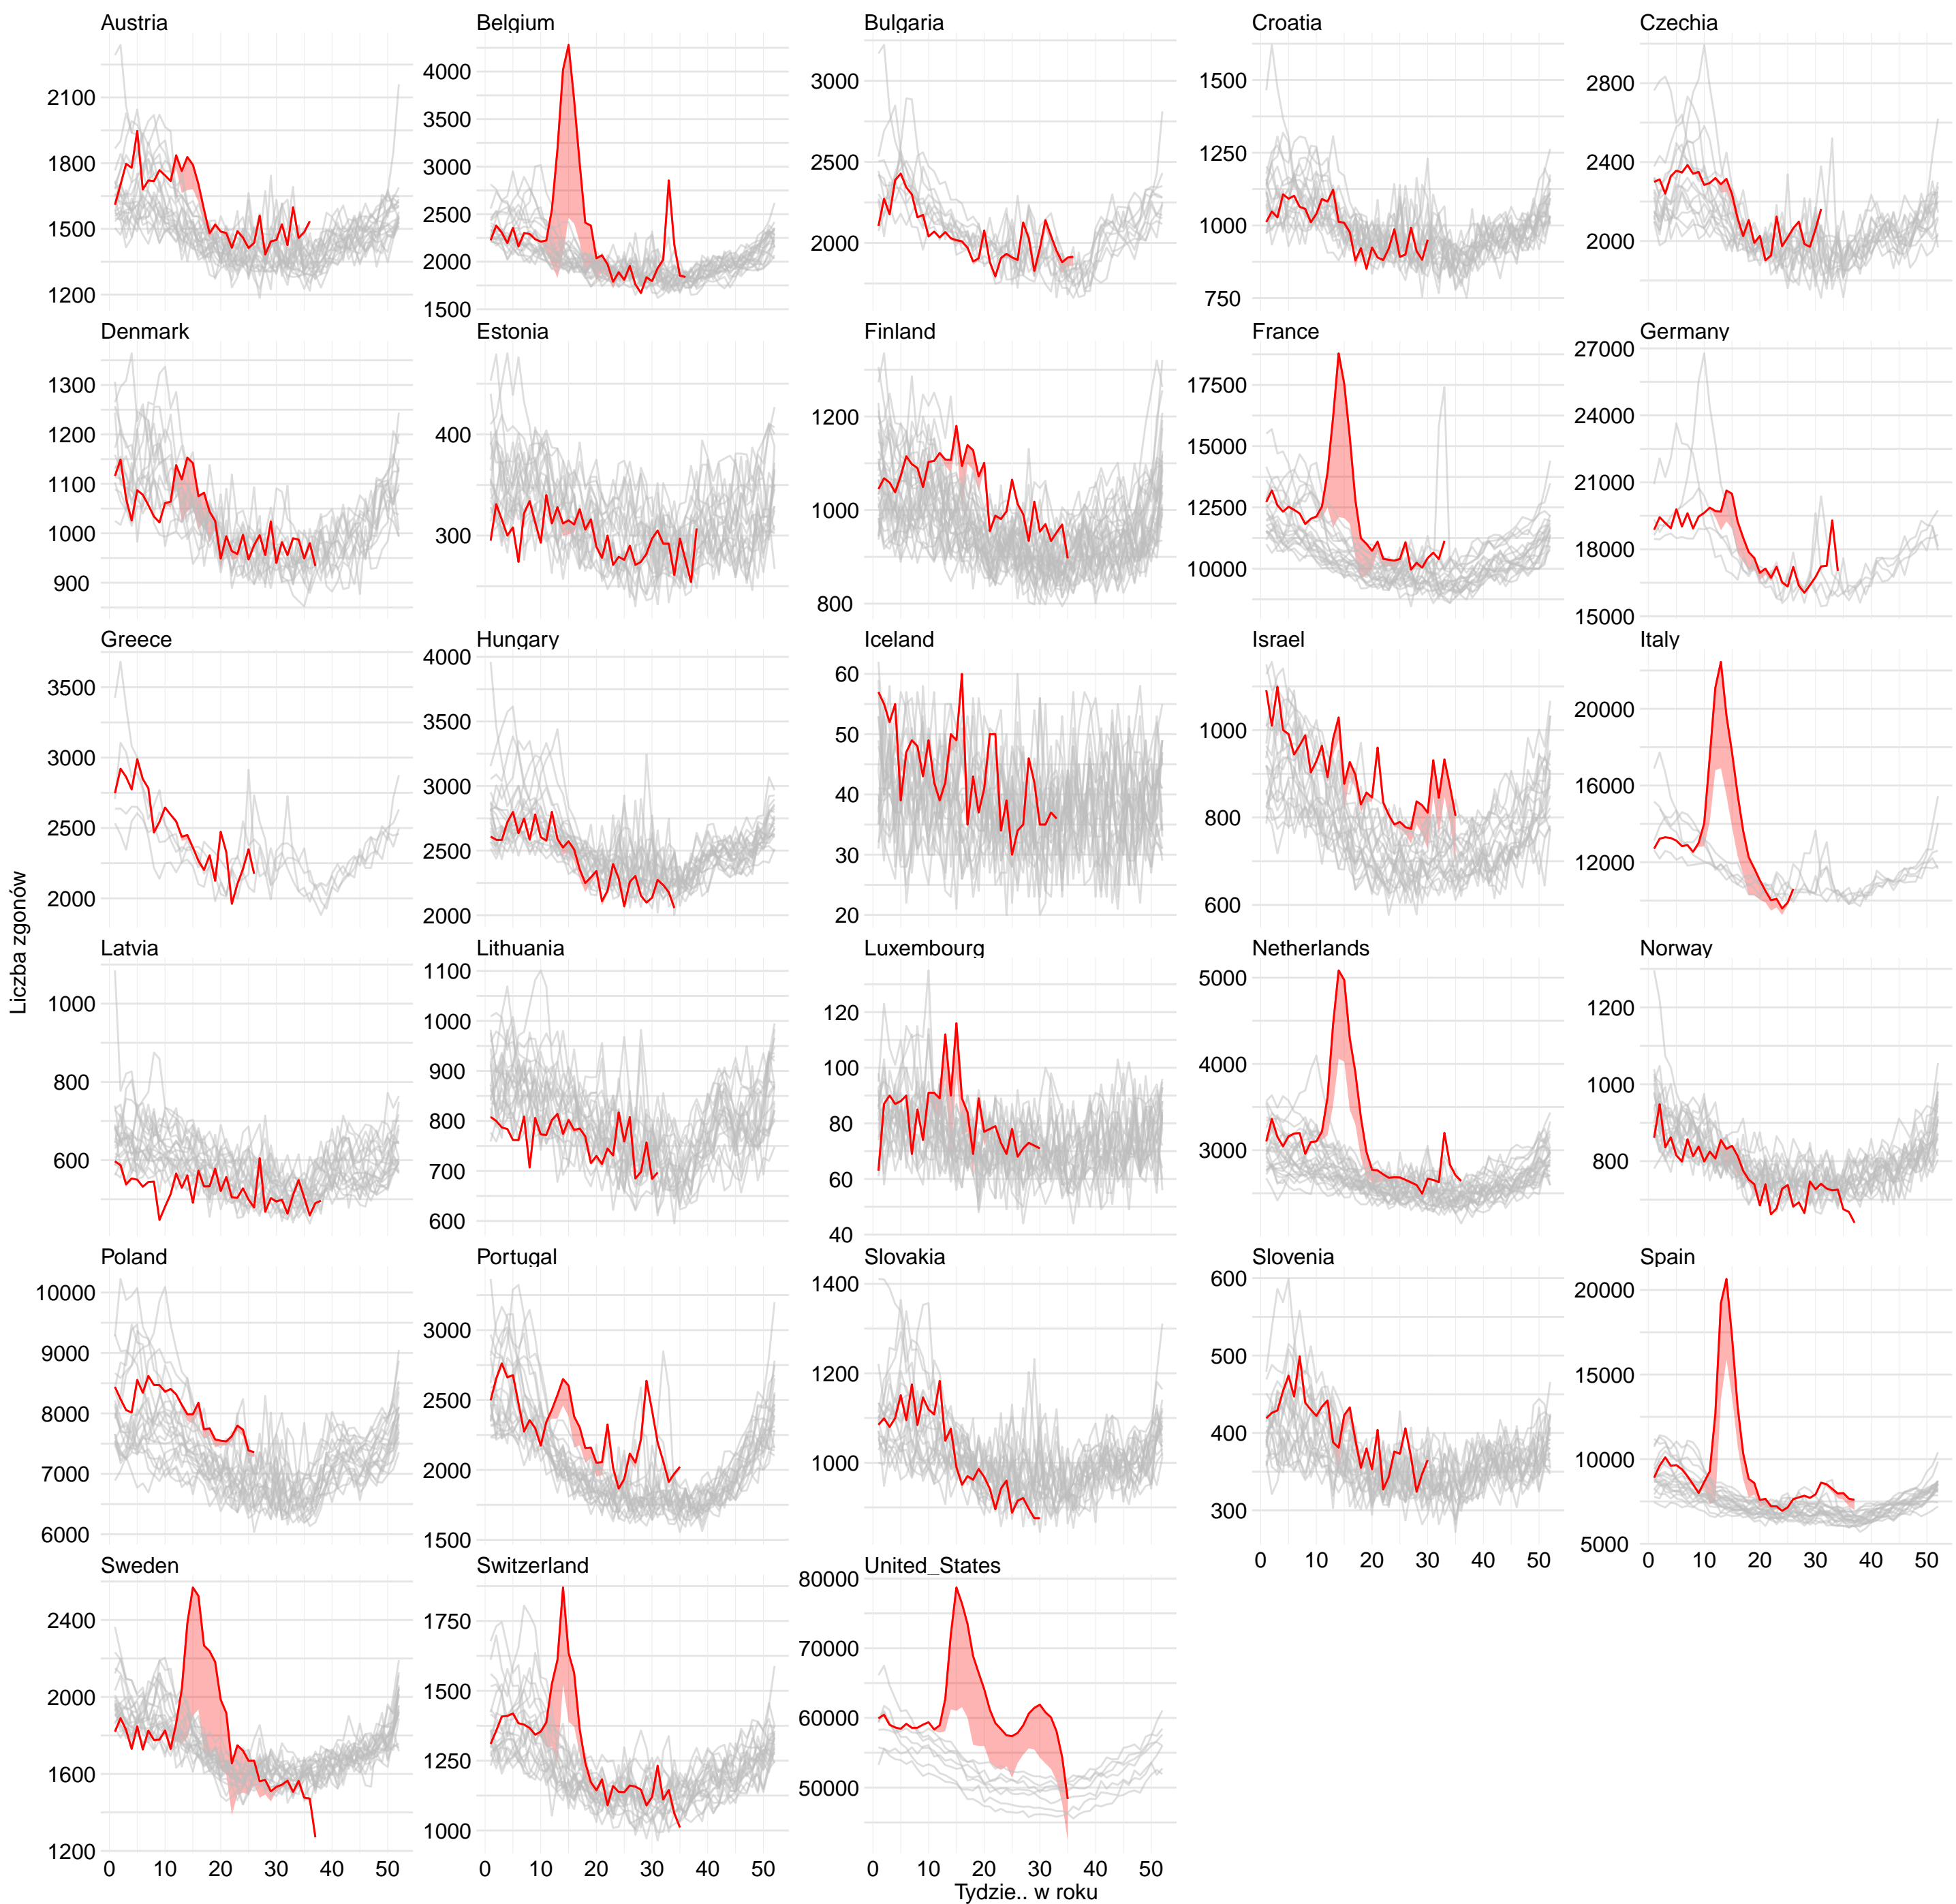 Austria Belgium Bulgaria Croatia Czechia
2100 1800 1500 1200
4000 3500 3000 2500 2000 1500
3000 2500 2000
1500 1250 1000 750
2800 2400 2000
Denmark Estonia Finland France Germany
1300 1200 1100 1000 900
400 300
1200 1000 800
17500 15000 12500 10000
27000 24000 21000 18000 15000
Greece Hungary Iceland Israel Italy
3500 3000 2500 2000
4000 3500 3000 2500 2000
60 50 40 30 20
1000 800 600
20000 16000 12000
Liczba zgonów
Latvia Lithuania Luxembourg Netherlands Norway
1000 800 600
1100 1000 900 800 700 600
120 100 80 60 40
5000 4000 3000
1200 1000 800
Poland Portugal Slovakia Slovenia Spain
10000 9000 8000 7000 6000
3000 2500 2000 1500
1400 1200 1000
600 500 400 300
20000 15000 10000 5000
0 10 20 30 40 50 0 10 20 30 40 50
Sweden Switzerland United_States
2400 2000 1600 1200
1750 1500 1250 1000
80000 70000 60000 50000
0 10 20 30 40 50 0 10 20 30 40 50 0 10 20 30 40 50
Tydzie.. w roku